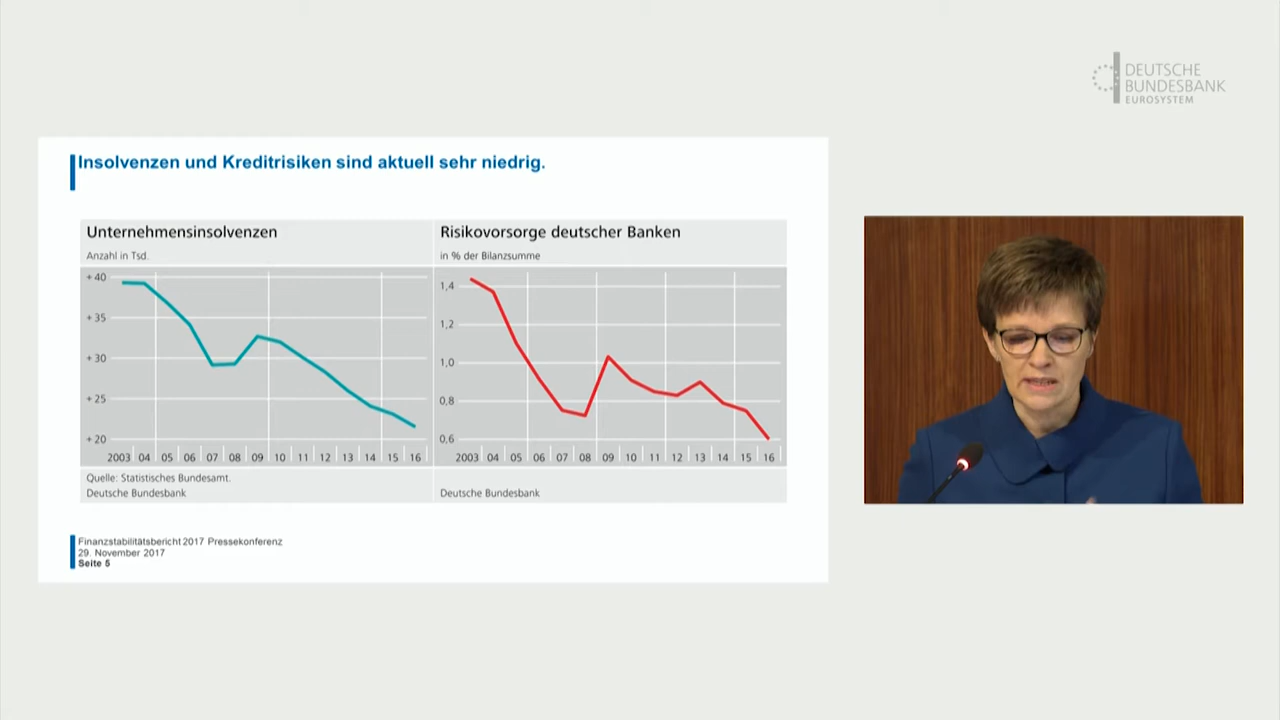 DEUTSCHE
BUNDESBANK
EUROSYSTEM
Insolvenzen und Kreditrisiken sind aktuell sehr niedrig.
Unternehmensinsolvenzen
Anzahl in Tsd.
+ 40
+ 35
+ 30
+ 25
+ 20
2003 04 05 06 07 08 09 10 11 12 13 14 15 16
Quelle: Statistisches Bundesamt.
Deutsche Bundesbank
Risikovorsorge deutscher Banken
in % der Bilanzsumme
1,4
1,2
1,0
0,8
0,6
2003 04 05 06 07 08 09 10 11 12 13 14 15 16
Deutsche Bundesbank
Finanzstabilitätsbericht 2017 Pressekonferenz
29. November 2017
Seite 5